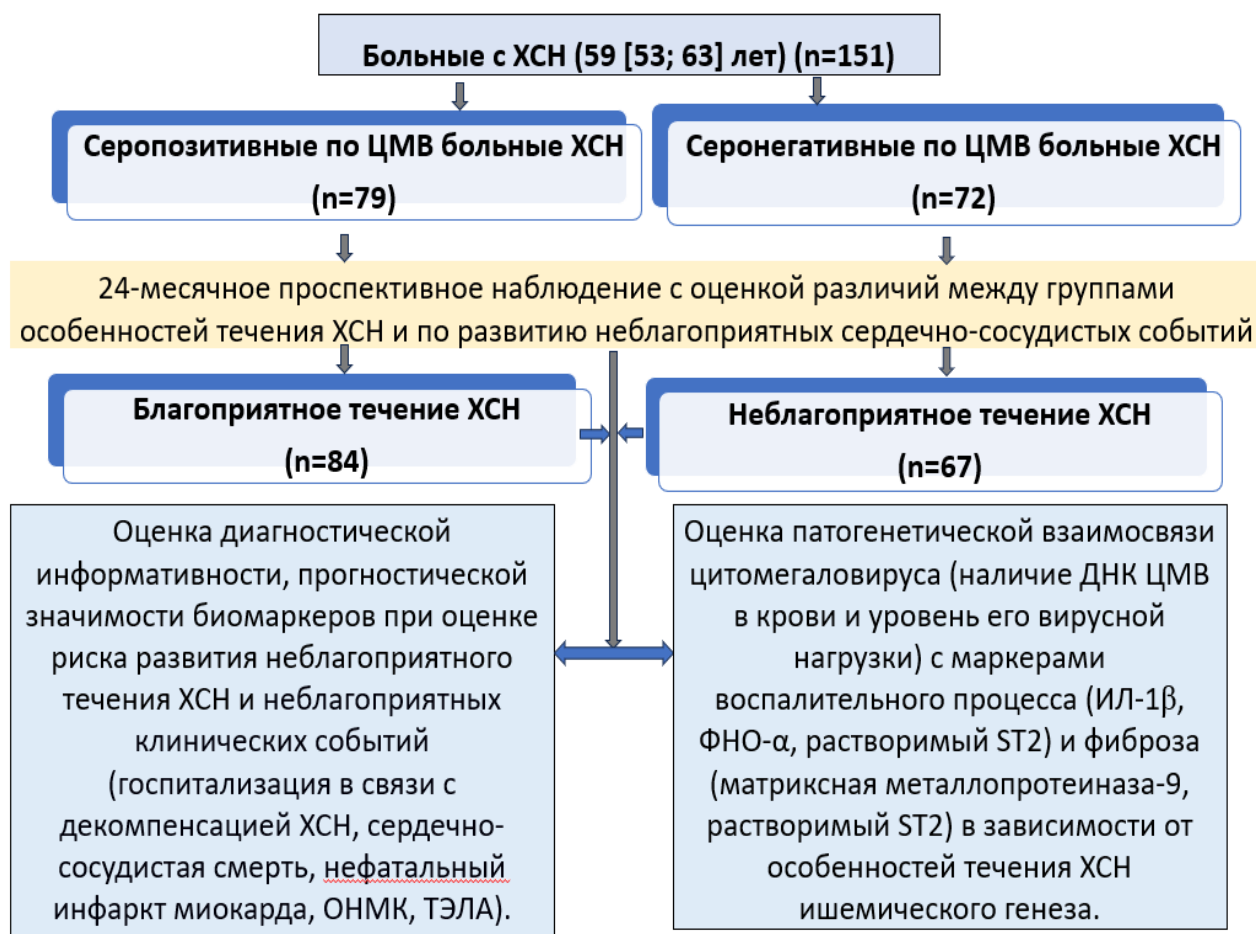 Больные с ХСН (59 [53; 63] лет) (n=151)
Серопозитивные по ЦМВ больные ХСН
(n=79)
Серонегативные по ЦМВ больные ХСН
(n=72)
24-месячное проспективное наблюдение с оценкой различий между группами
особенностей течения ХСН и по развитию неблагоприятных сердечно-сосудистых событий
Благоприятное течение ХСН
(n=84)
Неблагоприятное течение ХСН
(n=67)
Оценка диагностической
информативности, прогностической
значимости биомаркеров при оценке
риска развития неблагоприятного
течения ХСН и неблагоприятных
клинических событий
(госпитализация в связи с
декомпенсацией ХСН, сердечно-
сосудистая смерть, нефатальный
инфаркт миокарда, ОНМК, ТЭЛА).
Оценка патогенетической взаимосвязи
цитомегаловируса (наличие ДНК ЦМВ
в крови и уровень его вирусной
нагрузки) с маркерами
воспалительного процесса (ИЛ-1β,
ФНО-α, растворимый ST2) и фиброза
(матриксная металлопротеиназа-9,
растворимый ST2) в зависимости от
особенностей течения ХСН
ишемического генеза.